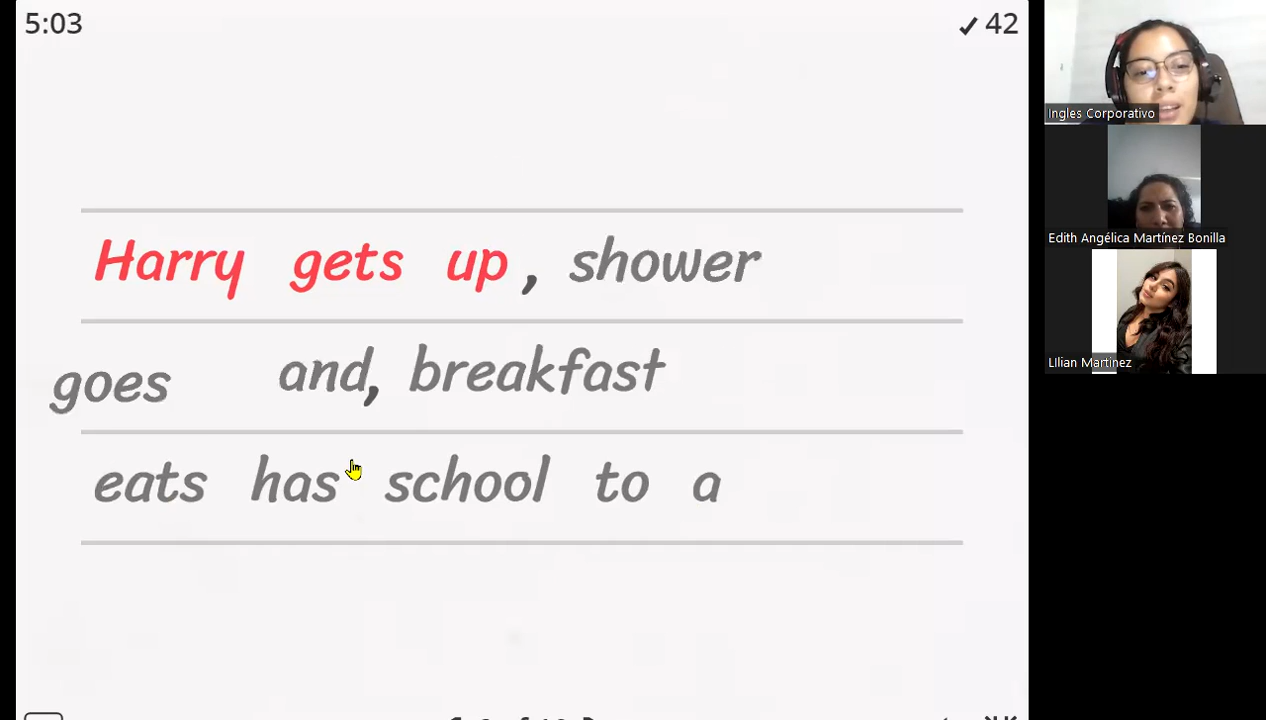 5:03
✓ 42
Harry gets up , shower
goes and, breakfast
eats has school to a
Ingles Corporativo
Edith Angélica Martínez Bonilla
LIlian Martinez